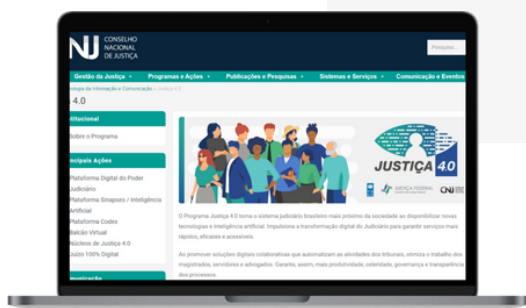 CONSELHO
NACIONAL
DE JUSTIÇA
Pesquisa...
Gestão da Justiça
Programas e Ações
Publicações e Pesquisas
Sistemas e Serviços
Comunicação e Eventos
Informação e Comunicação
Justiça 4.0
4.0
Sobre o Programa
Plataforma Digital do Poder
Judiciário
Plataforma Sinapses / Inteligência
Artificial
Plataforma Codex
Balcão Virtual
Núcleos de Justiça 4.0
Juízo 100% Digital
JUSTIÇA 4.0
JUSTIÇA FEDERAL
CNJ
O Programa Justiça 4.0 torna o sistema judiciário brasileiro mais próximo da sociedade ao disponibilizar novas
tecnologias e inteligência artificial. Impulsiona a transformação digital do Judiciário para garantir serviços mais
rápidos, eficazes e acessíveis.
Ao promover soluções digitais colaborativas que automatizam as atividades dos tribunais, otimiza o trabalho dos
magistrados, servidores e advogados. Garante, assim, mais produtividade, celeridade, governança e transparência
dos processos.